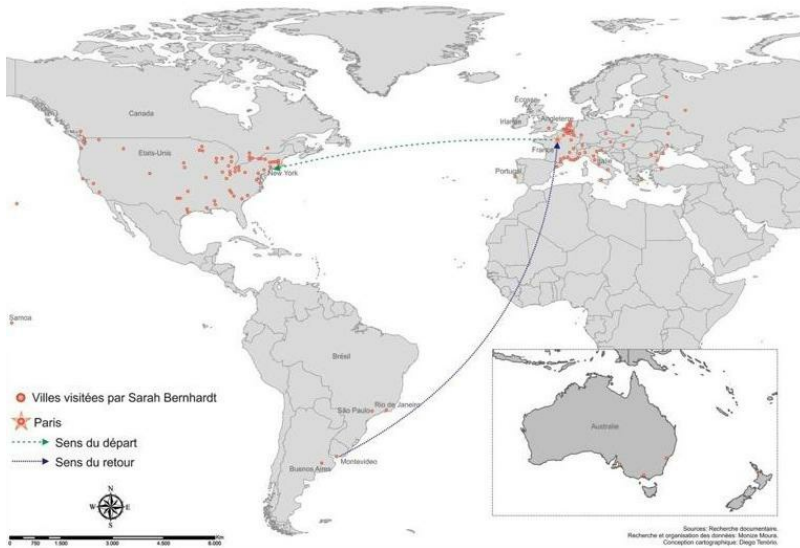 Canada
Etats-Unis
New York
Ecosse
Irlande
Angleterre
France
Italie
Portugal
Samoa
Brésil
São Paulo
Rio de Janeiro
Montevideo
Buenos Aires
Australie
Villes visitées par Sarah Bernhardt
Paris
Sens du départ
Sens du retour
N
W
E
S
0 750 1.500 3.000 4.500 6.000
Sources: Recherche documentaire.
Recherche et organisation des données: Monize Moura.
Conception cartographique: Diego Tenório.